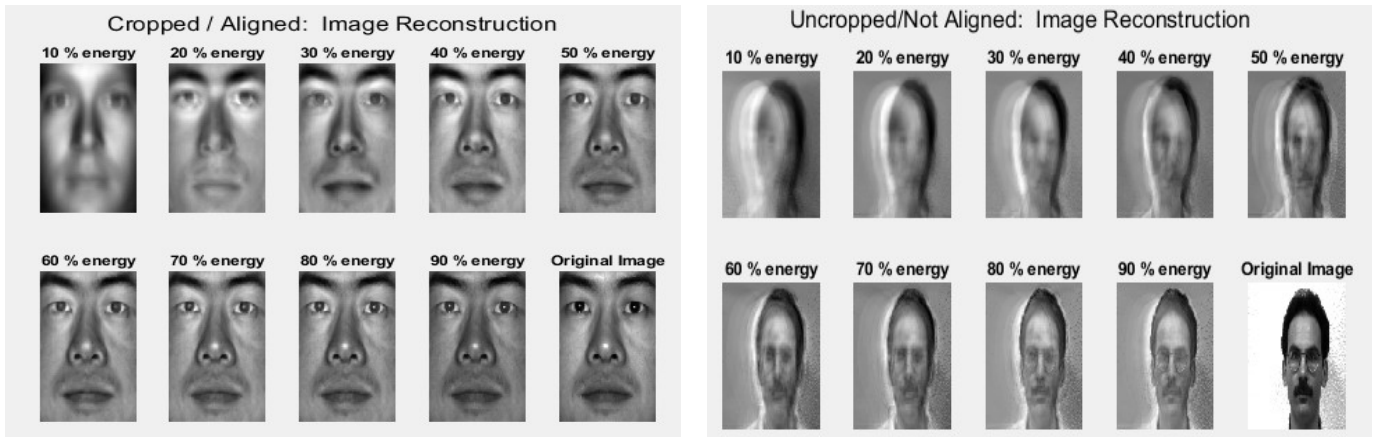 Cropped / Aligned:  Image Reconstruction
10 % energy 20 % energy 30 % energy 40 % energy 50 % energy
60 % energy 70 % energy 80 % energy 90 % energy Original Image
Uncropped/Not Aligned:  Image Reconstruction
10 % energy 20 % energy 30 % energy 40 % energy 50 % energy
60 % energy 70 % energy 80 % energy 90 % energy Original Image